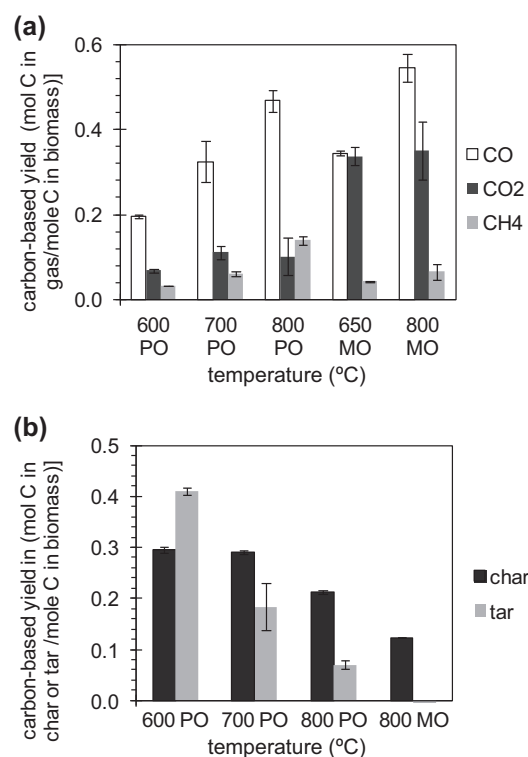 (a)
carbon-based yield (mol C in
gas/mole C in biomass)]
0.6
0.4
0.2
0.0
600 700 800 650 800
PO PO PO MO MO
temperature (ºC)
CO
CO2
CH4
(b)
carbon-based yield in (mol C in
char or tar /mole C in biomass)]
0.5
0.4
0.3
0.2
0.1
0.0
600 PO 700 PO 800 PO 800 MO
temperature (ºC)
char
tar